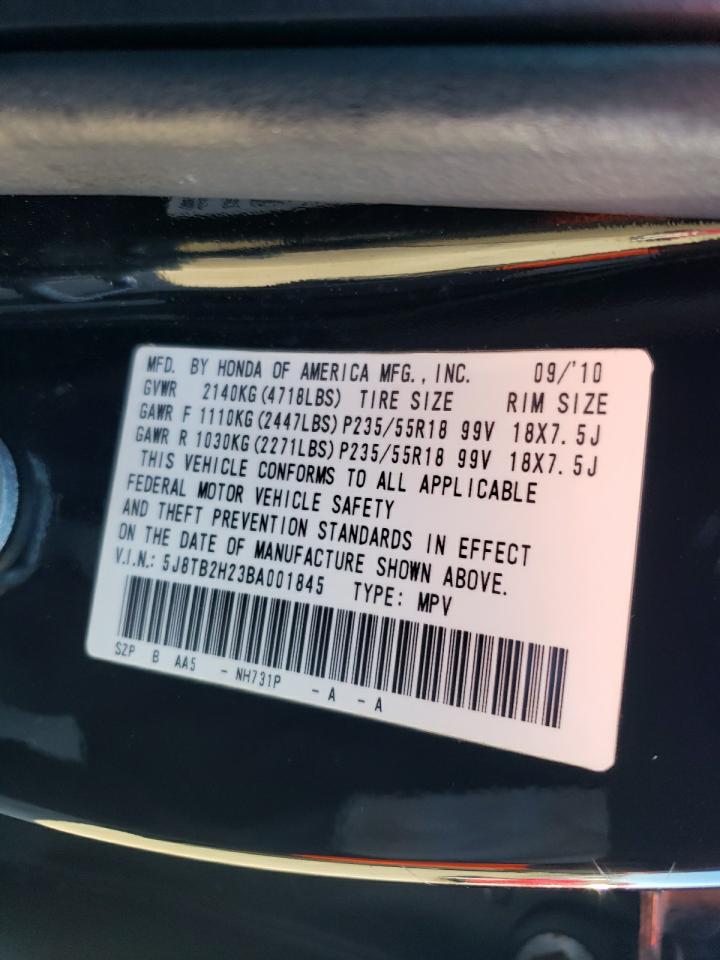 MFD. BY HONDA OF AMERICA MFG., INC. 09/'10
GVWR 2140KG(4718LBS) TIRE SIZE RIM SIZE
GAWR F 1110KG(2447LBS) P235/55R18 99V 18X7.5J
GAWR R 1030KG(2271LBS) P235/55R18 99V 18X7.5J
THIS VEHICLE CONFORMS TO ALL APPLICABLE
FEDERAL MOTOR VEHICLE SAFETY
AND THEFT PREVENTION STANDARDS IN EFFECT
ON THE DATE OF MANUFACTURE SHOWN ABOVE.
V.I.N.: 5J8TB2H23BA001845 TYPE: MPV
SZP B AA5 - NH731P - A - A